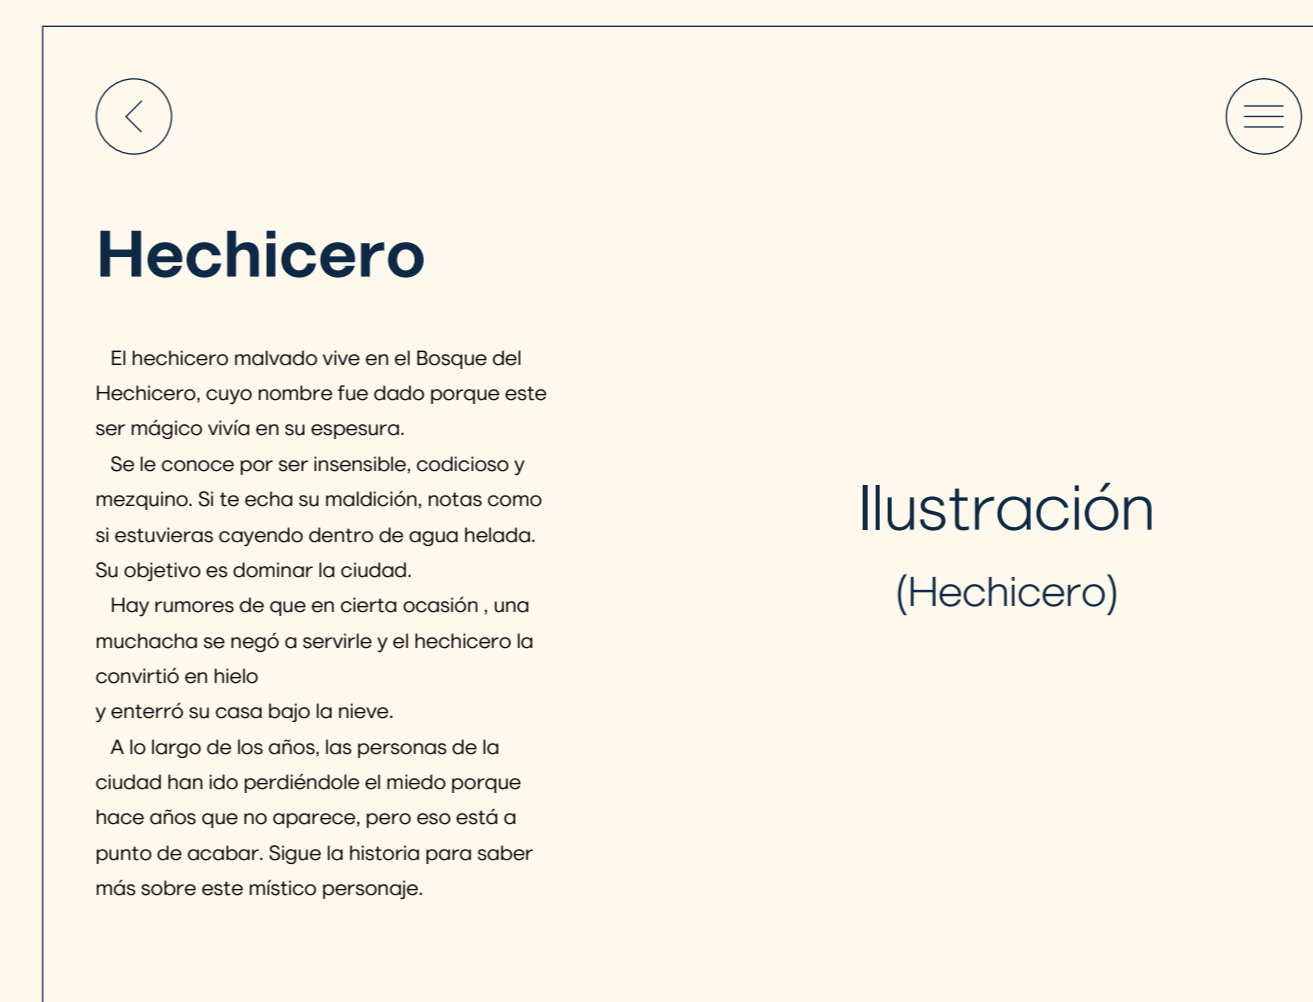 Hechicero
El hechicero malvado vive en el Bosque del
Hechicero, cuyo nombre fue dado porque este
ser mágico vivía en su espesura.
Se le conoce por ser insensible, codicioso y
mezquino. Si te echa su maldición, notas como
si estuvieras cayendo dentro de agua helada.
Su objetivo es dominar la ciudad.
Hay rumores de que en cierta ocasión , una
muchacha se negó a servirle y el hechicero la
convirtió en hielo
y enterró su casa bajo la nieve.
A lo largo de los años, las personas de la
ciudad han ido perdiéndole el miedo porque
hace años que no aparece, pero eso está a
punto de acabar. Sigue la historia para saber
más sobre este místico personaje.
Ilustración
(Hechicero)